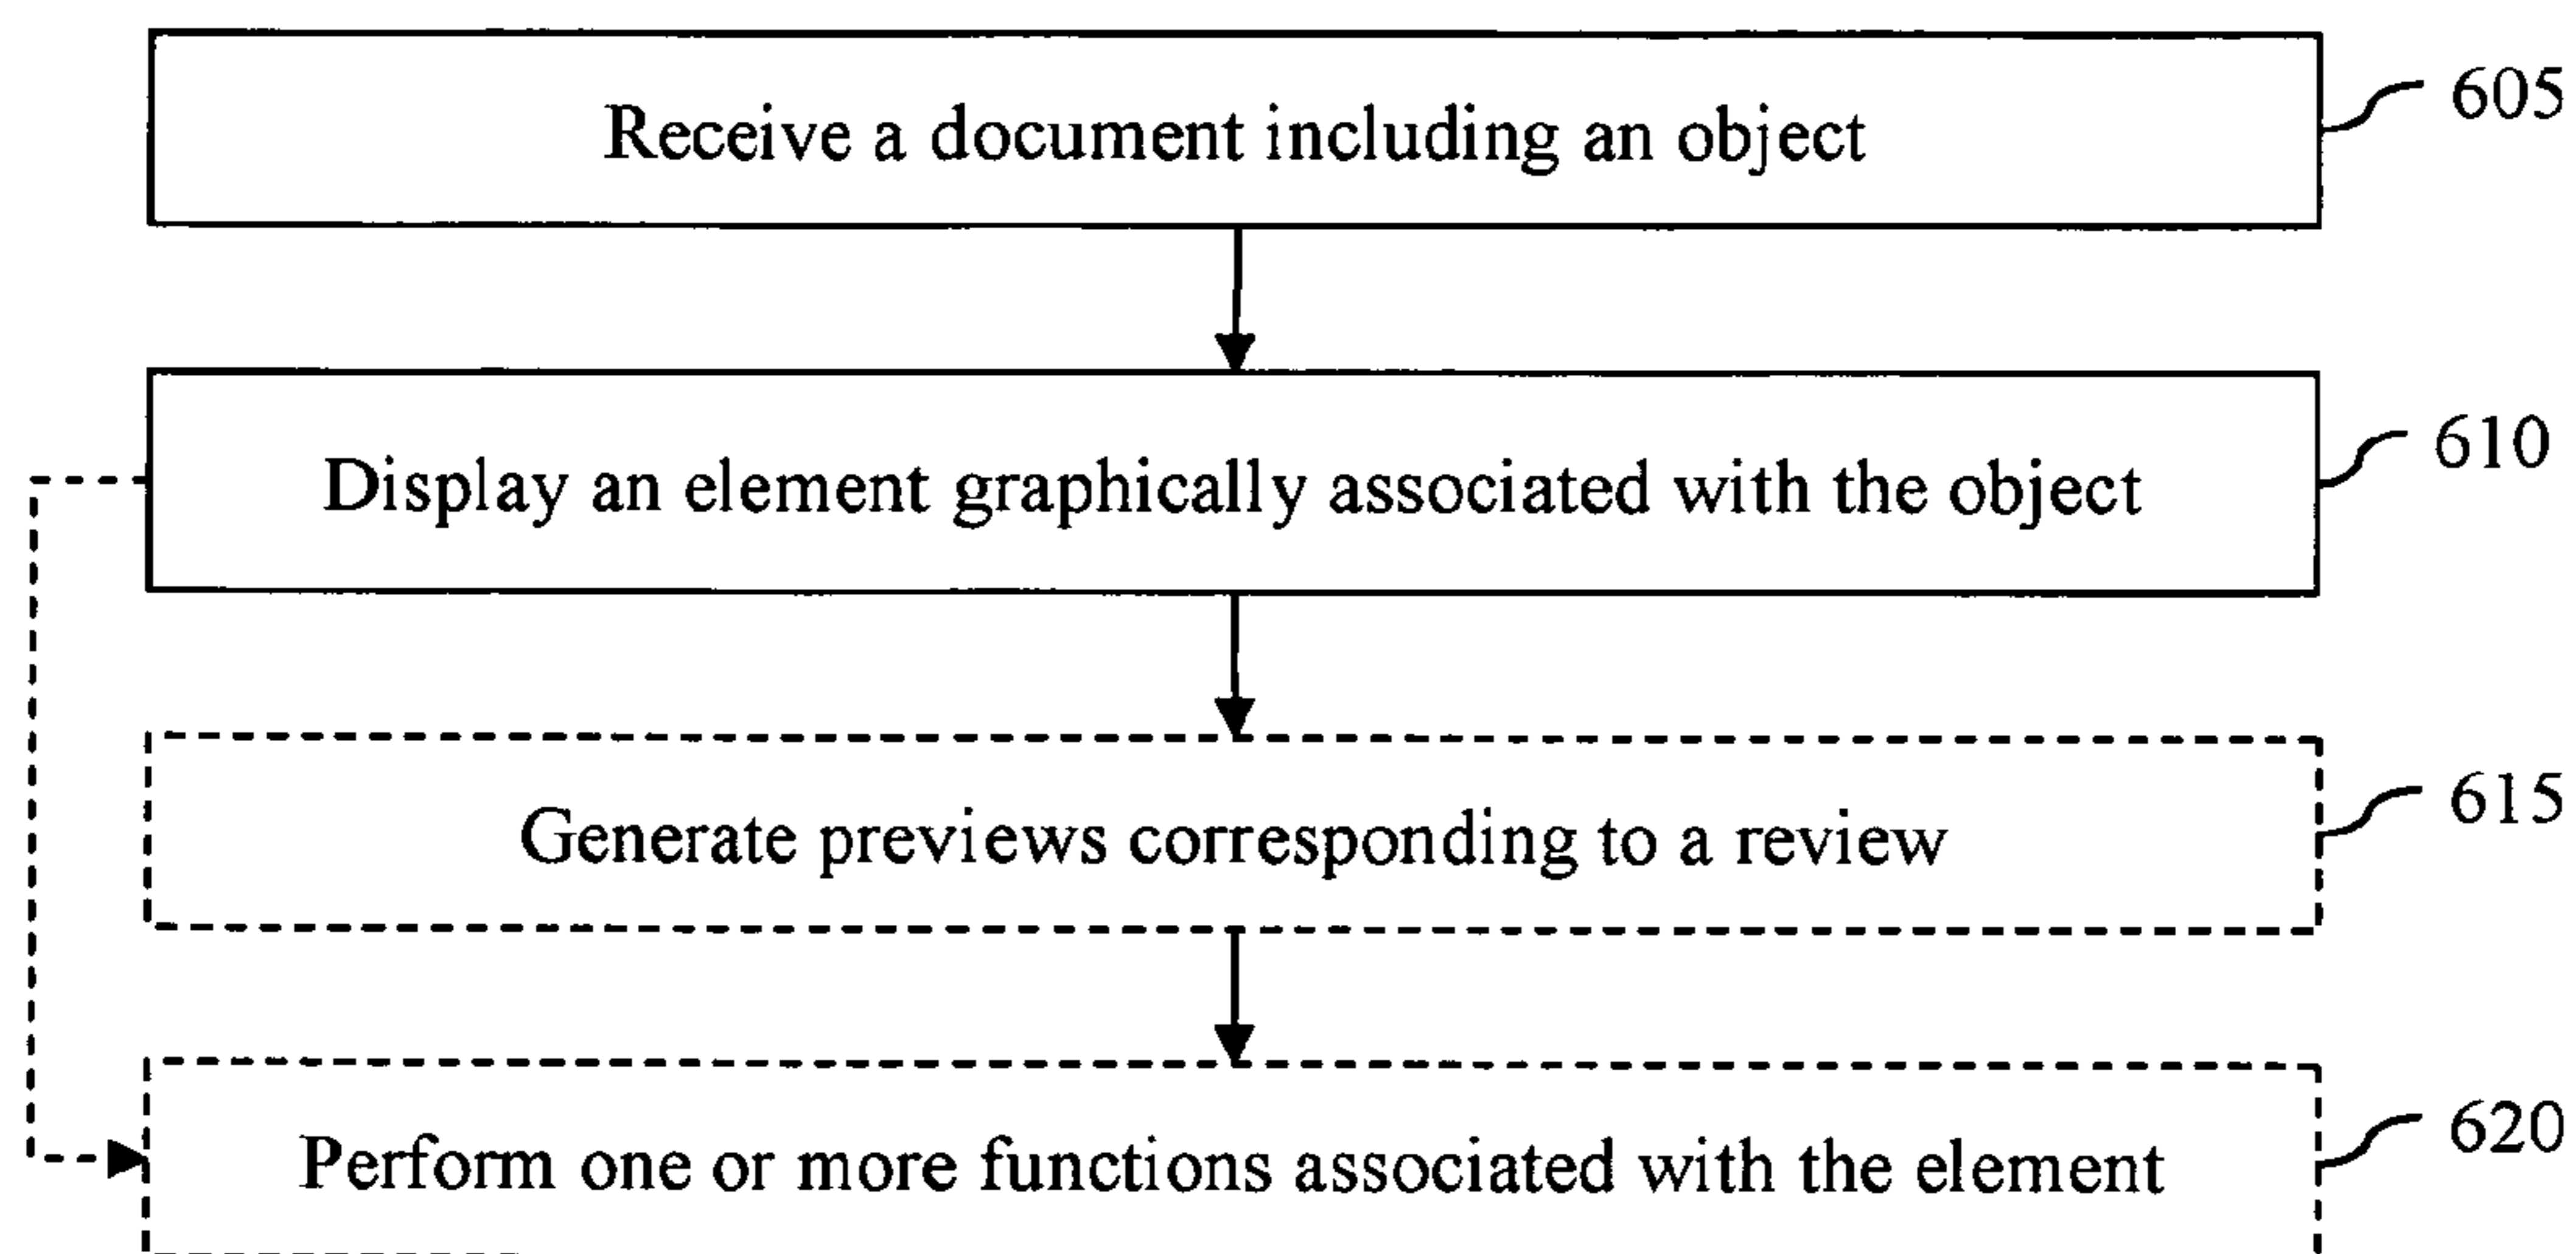 Receive a document including an object
605
Display an element graphically associated with the object
610
Generate previews corresponding to a review
615
Perform one or more functions associated with the element
620